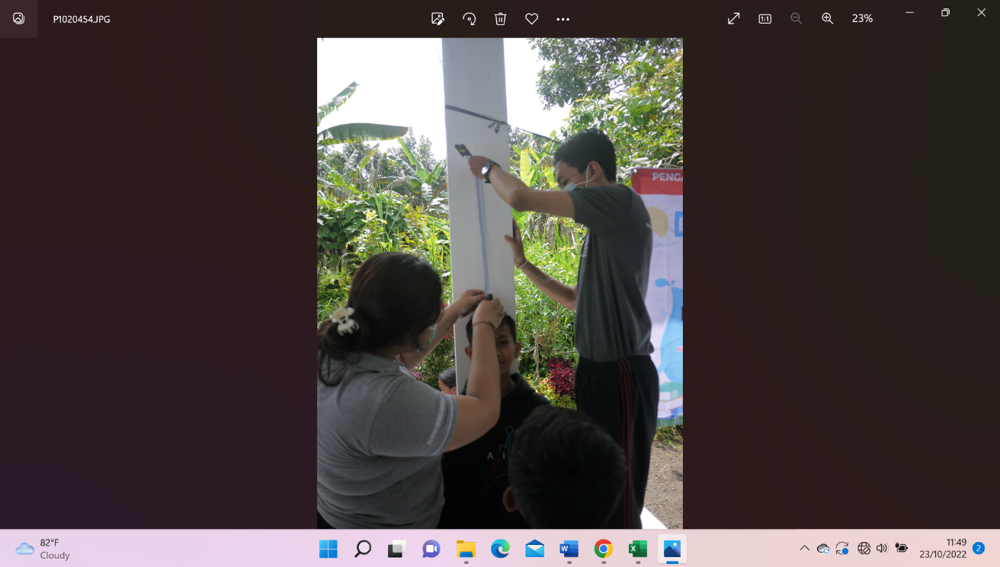 P1020454.JPG
23%
PENGA
A I
82°F
Cloudy
11:49
23/10/2022
2